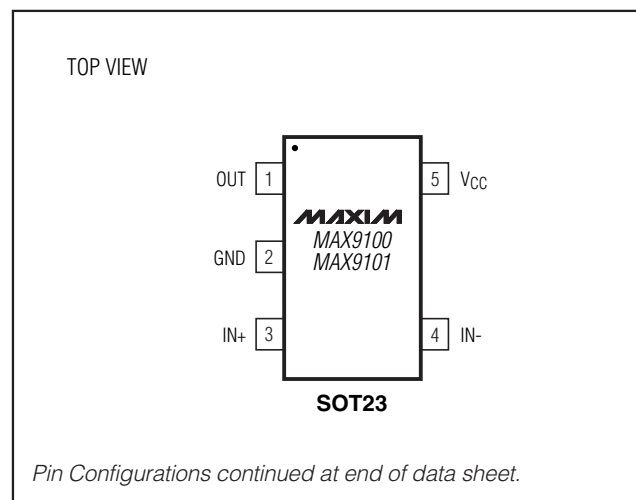 TOP VIEW
OUT 1
5 VCC
MAXIM
MAX9100
MAX9101
GND 2
IN+ 3
4 IN-
SOT23
Pin Configurations continued at end of data sheet.